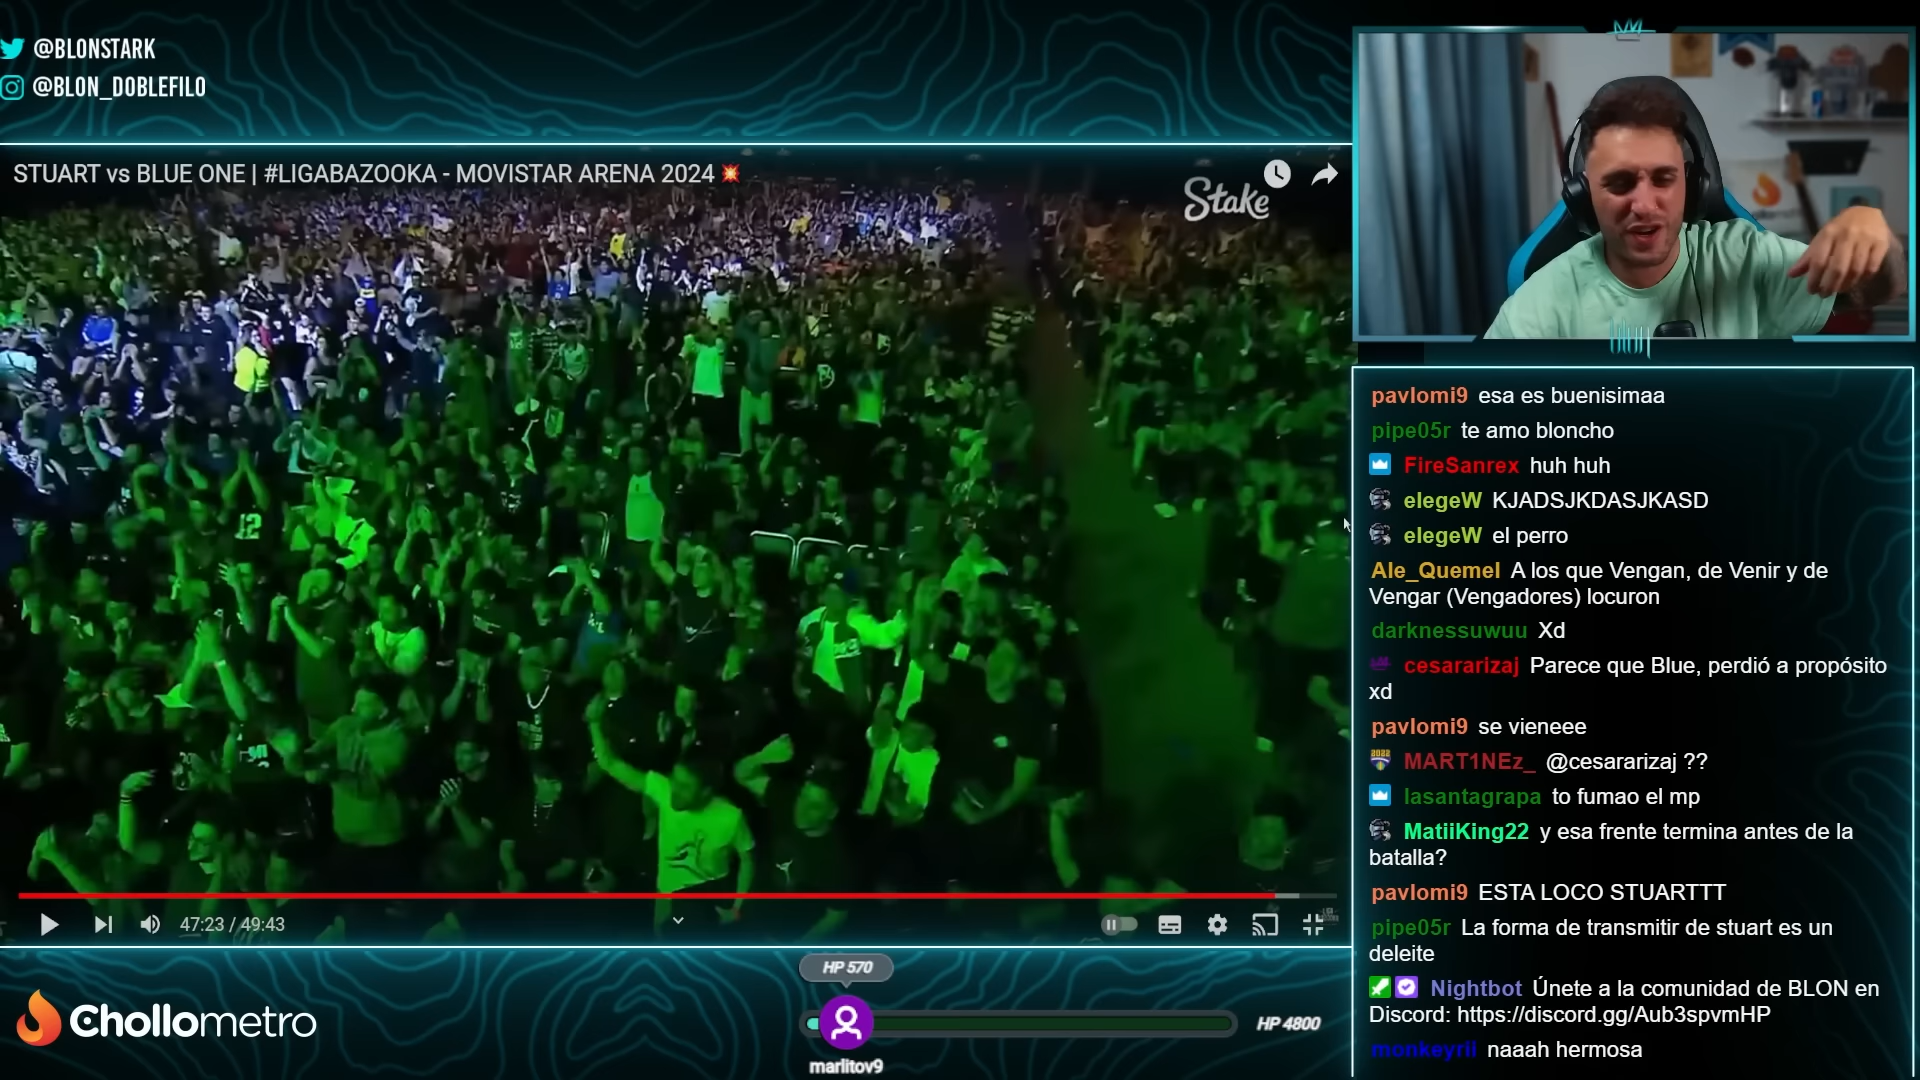 @BLONSTARK
@BLON_DOBLEFILO
STUART vs BLUE ONE | #LIGABAZOOKA - MOVISTAR ARENA 2024
Stake
12
47:23 / 49:43
Chollometro
HP 570
HP 4800
marlitov9
pavlomi9 esa es buenisimaa
pipe05r te amo bloncho
FireSanrex huh huh
elegeW KJADSJKDASJKASD
elegeW el perro
Ale_Quemel A los que Vengan, de Venir y de
Vengar (Vengadores) locuron
darknessuwuu Xd
cesararizaj Parece que Blue, perdió a propósito
xd
pavlomi9 se vieneee
MART1NEz_ @cesararizaj ??
lasantagrapa to fumao el mp
MatiiKing22 y esa frente termina antes de la
batalla?
pavlomi9 ESTA LOCO STUARTTT
pipe05r La forma de transmitir de stuart es un
deleite
Nightbot Únete a la comunidad de BLON en
Discord: https://discord.gg/Aub3spvmHP
monkeyrii naaah hermosa